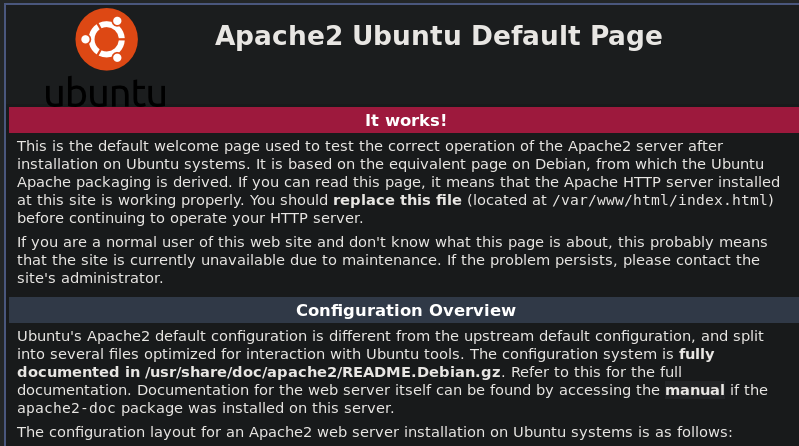 ubuntu
Apache2 Ubuntu Default Page
It works!
This is the default welcome page used to test the correct operation of the Apache2 server after
installation on Ubuntu systems. It is based on the equivalent page on Debian, from which the Ubuntu
Apache packaging is derived. If you can read this page, it means that the Apache HTTP server installed
at this site is working properly. You should replace this file (located at /var/www/html/index.html)
before continuing to operate your HTTP server.
If you are a normal user of this web site and don't know what this page is about, this probably means
that the site is currently unavailable due to maintenance. If the problem persists, please contact the
site's administrator.
Configuration Overview
Ubuntu's Apache2 default configuration is different from the upstream default configuration, and split
into several files optimized for interaction with Ubuntu tools. The configuration system is fully
documented in /usr/share/doc/apache2/README.Debian.gz. Refer to this for the full
documentation. Documentation for the web server itself can be found by accessing the manual if the
apache2-doc package was installed on this server.
The configuration layout for an Apache2 web server installation on Ubuntu systems is as follows: